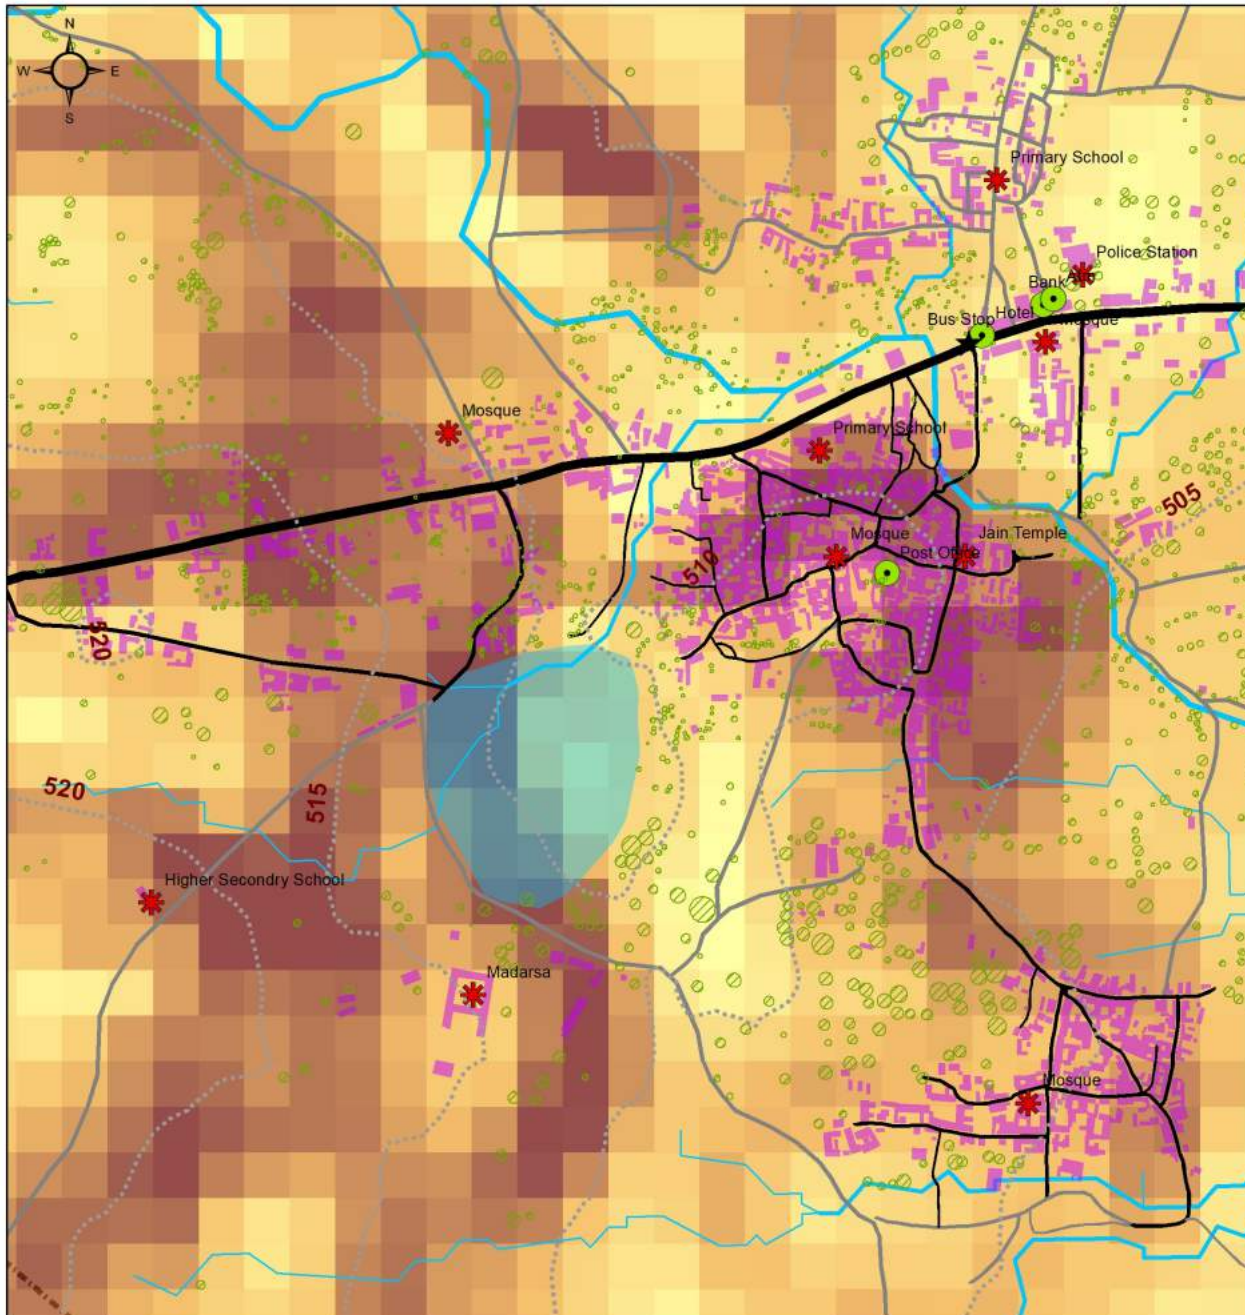 N
W E
S
Primary School
Police Station
Bank
Hotel
Bus Stop
Mosque
Mosque
Primary School
505
Mosque
Jain Temple
Post Office
510
520
520
515
Higher Secondry School
Madarsa
Mosque